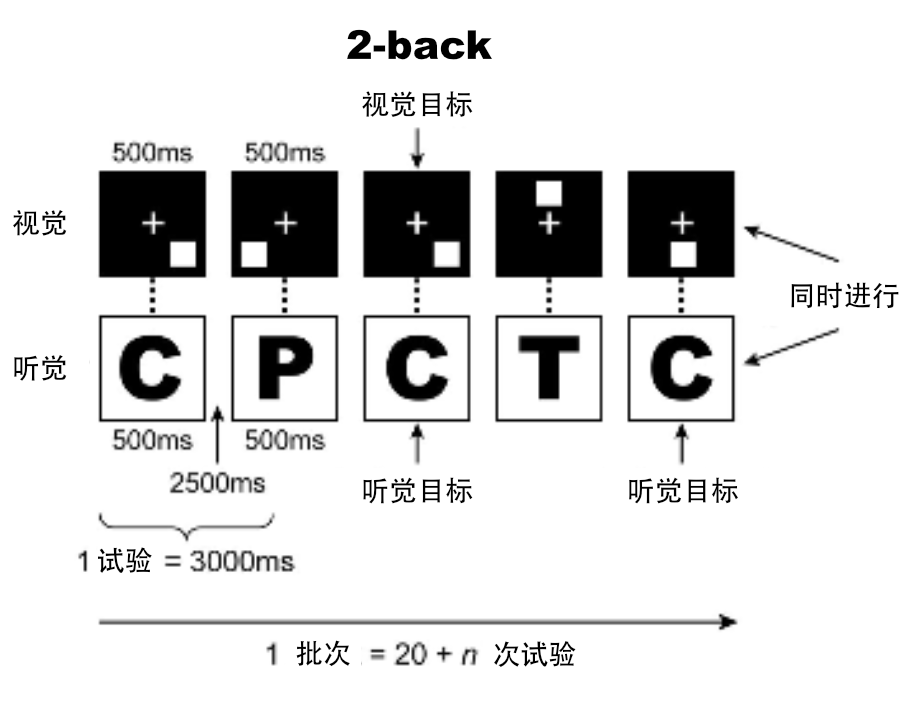 2-back
视觉目标
500ms 500ms
视觉
同时进行
听觉
C P C T C
500ms 500ms
2500ms
听觉目标 听觉目标
1 试验 = 3000ms
1 批次 = 20 + n 次试验